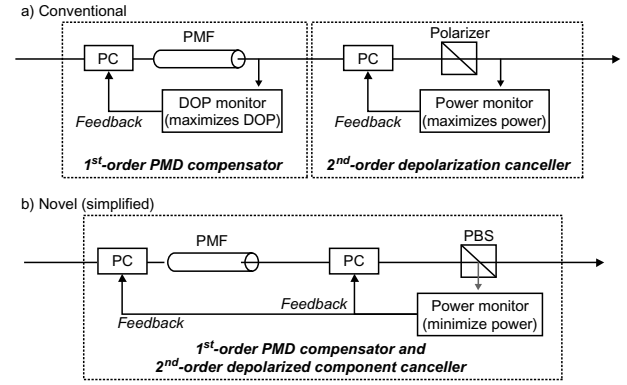 a) Conventional
PMF
Polarizer
PC
PC
DOP monitor
(maximizes DOP)
Feedback
Power monitor
(maximizes power)
Feedback
1st-order PMD compensator
2nd-order depolarization canceller
b) Novel (simplified)
PMF
PBS
PC
PC
Power monitor
(minimize power)
Feedback
Feedback
1st-order PMD compensator and
2nd-order depolarized component canceller